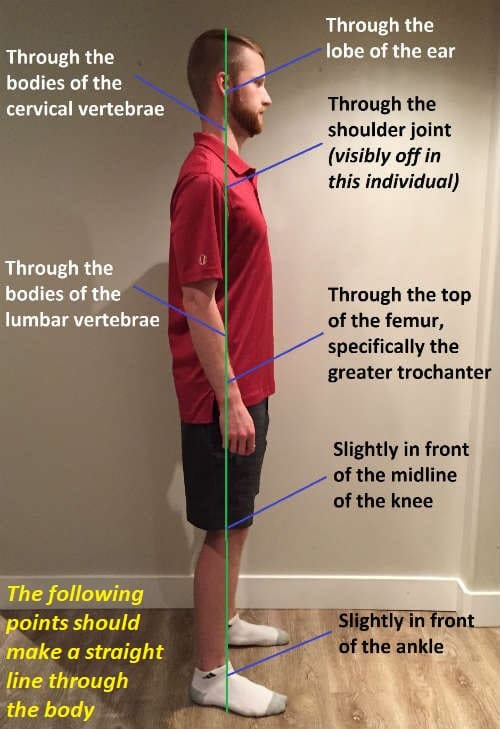 Through the
lobe of the ear
Through the
bodies of the
cervical vertebrae
Through the
shoulder joint
(visibly off in
this individual)
Through the
bodies of the
lumbar vertebrae
Through the top
of the femur,
specifically the
greater trochanter
Slightly in front
of the midline
of the knee
Slightly in front
of the ankle
The following
points should
make a straight
line through
the body